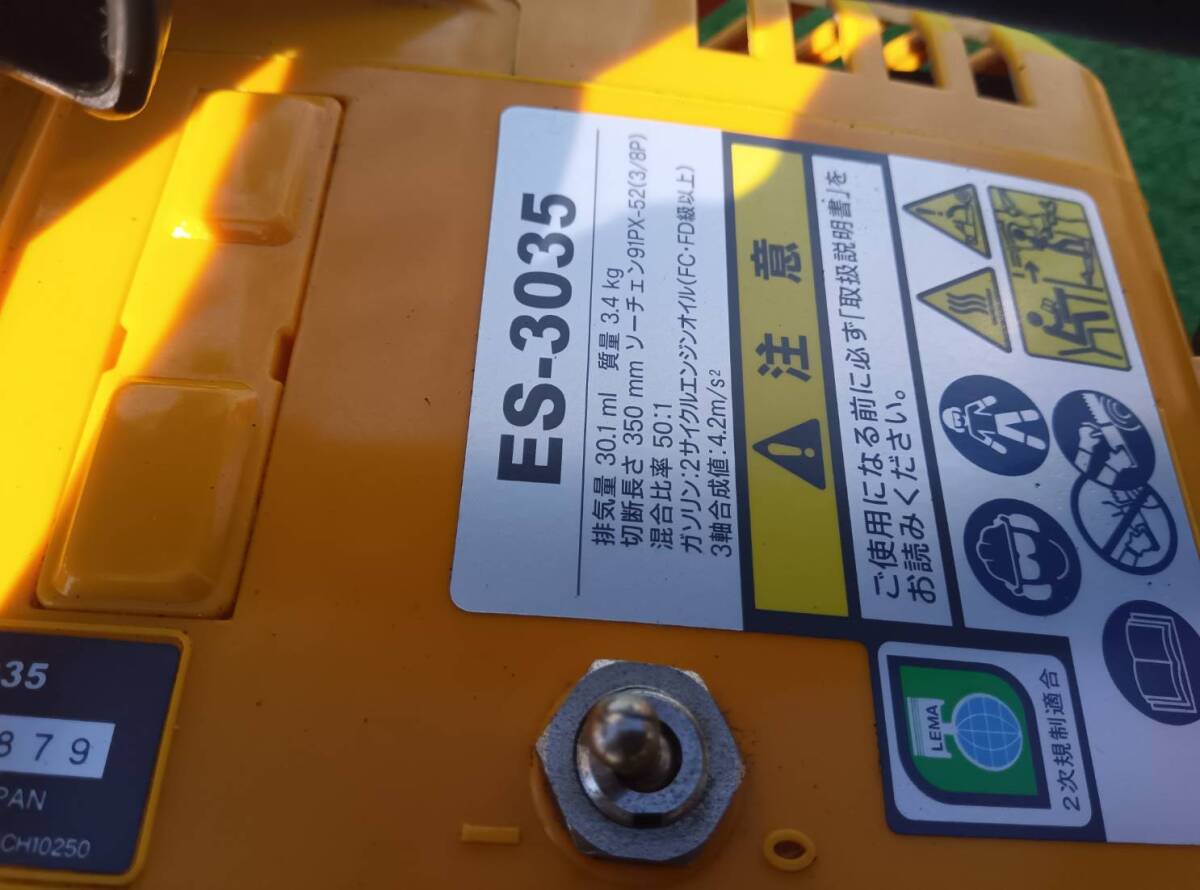 ES-3035
排気量 30.1 ml 質量 3.4 kg
切断長さ 350 mm ソーチェン91PX-52(3/8P)
混合比率 50:1
ガソリン:2サイクルエンジンオイル(FC・FD級以上)
3軸合成値:4.2m/s²
注意
ご使用になる前に必ず「取扱説明書」を
お読みください。
LEMA
2次規制適合
35
879
PAN
CH10250